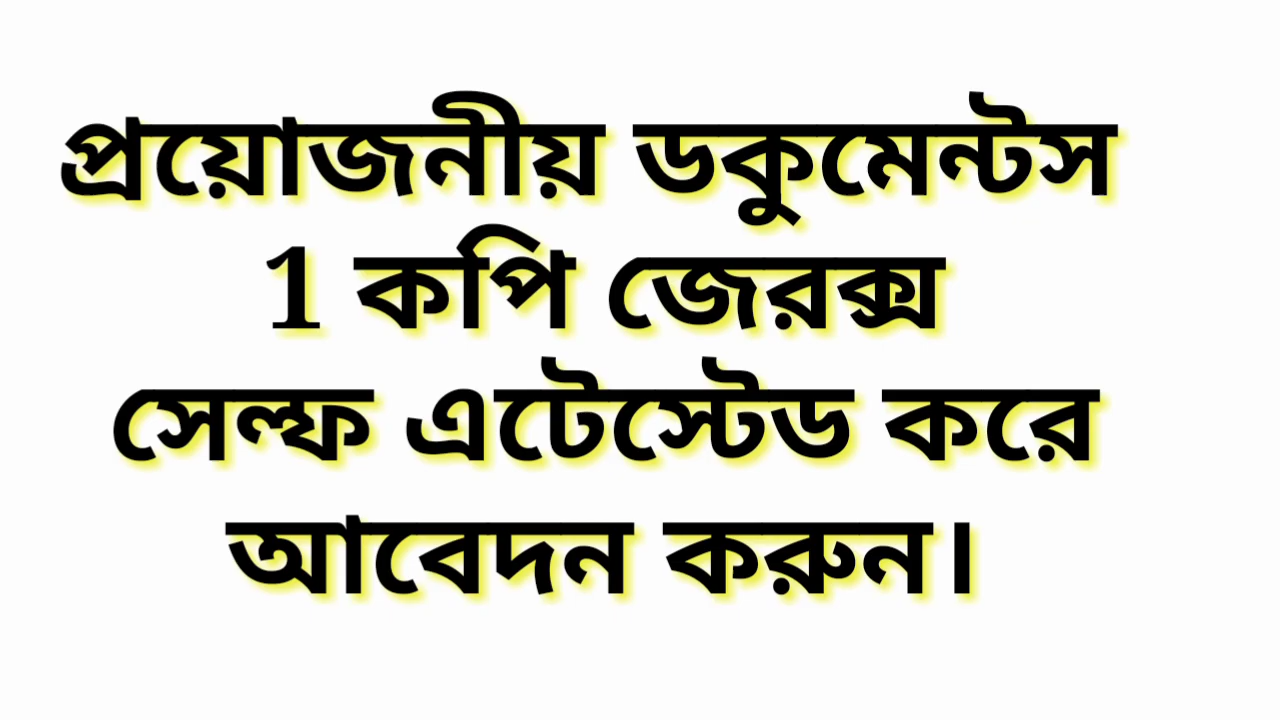 প্রয়োজনীয় ডকুমেন্টস
1 কপি জেরক্স
সেল্ফ এটেস্টেড করে
আবেদন করুন।